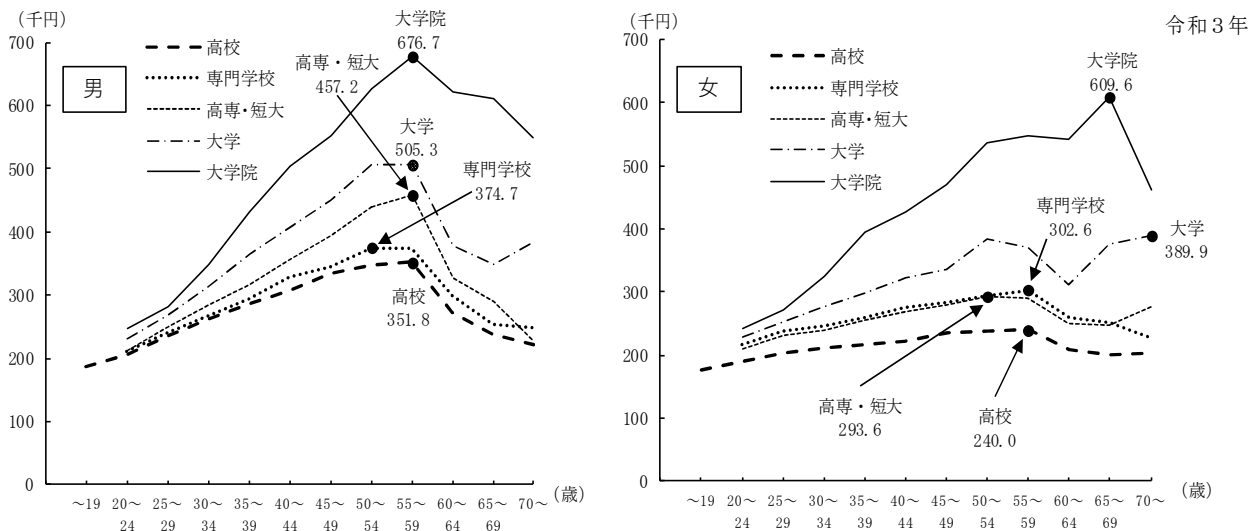 令和３年
（千円）
700
600
500
400
300
200
100
0
男
高校
専門学校
高専・短大
大学
大学院
大学院
676.7
高専・短大
457.2
大学
505.3
専門学校
374.7
高校
351.8
～19
20～
24
25～
29
30～
34
35～
39
40～
44
45～
49
50～
54
55～
59
60～
64
65～
69
70～
（歳）
（千円）
700
600
500
400
300
200
100
0
女
高校
専門学校
高専・短大
大学
大学院
大学院
609.6
専門学校
302.6
大学
389.9
高専・短大
293.6
高校
240.0
～19
20～
24
25～
29
30～
34
35～
39
40～
44
45～
49
50～
54
55～
59
60～
64
65～
69
70～
（歳）